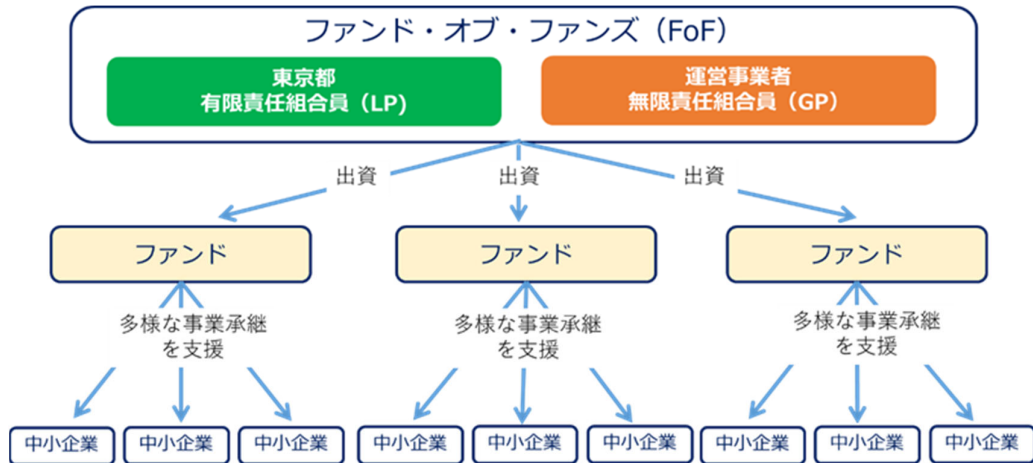 ファンド・オブ・ファンズ（FoF）
東京都
有限責任組合員（LP)
運営事業者
無限責任組合員（GP）
出資
出資
出資
ファンド
ファンド
ファンド
多様な事業承継
を支援
多様な事業承継
を支援
多様な事業承継
を支援
中小企業
中小企業
中小企業
中小企業
中小企業
中小企業
中小企業
中小企業
中小企業